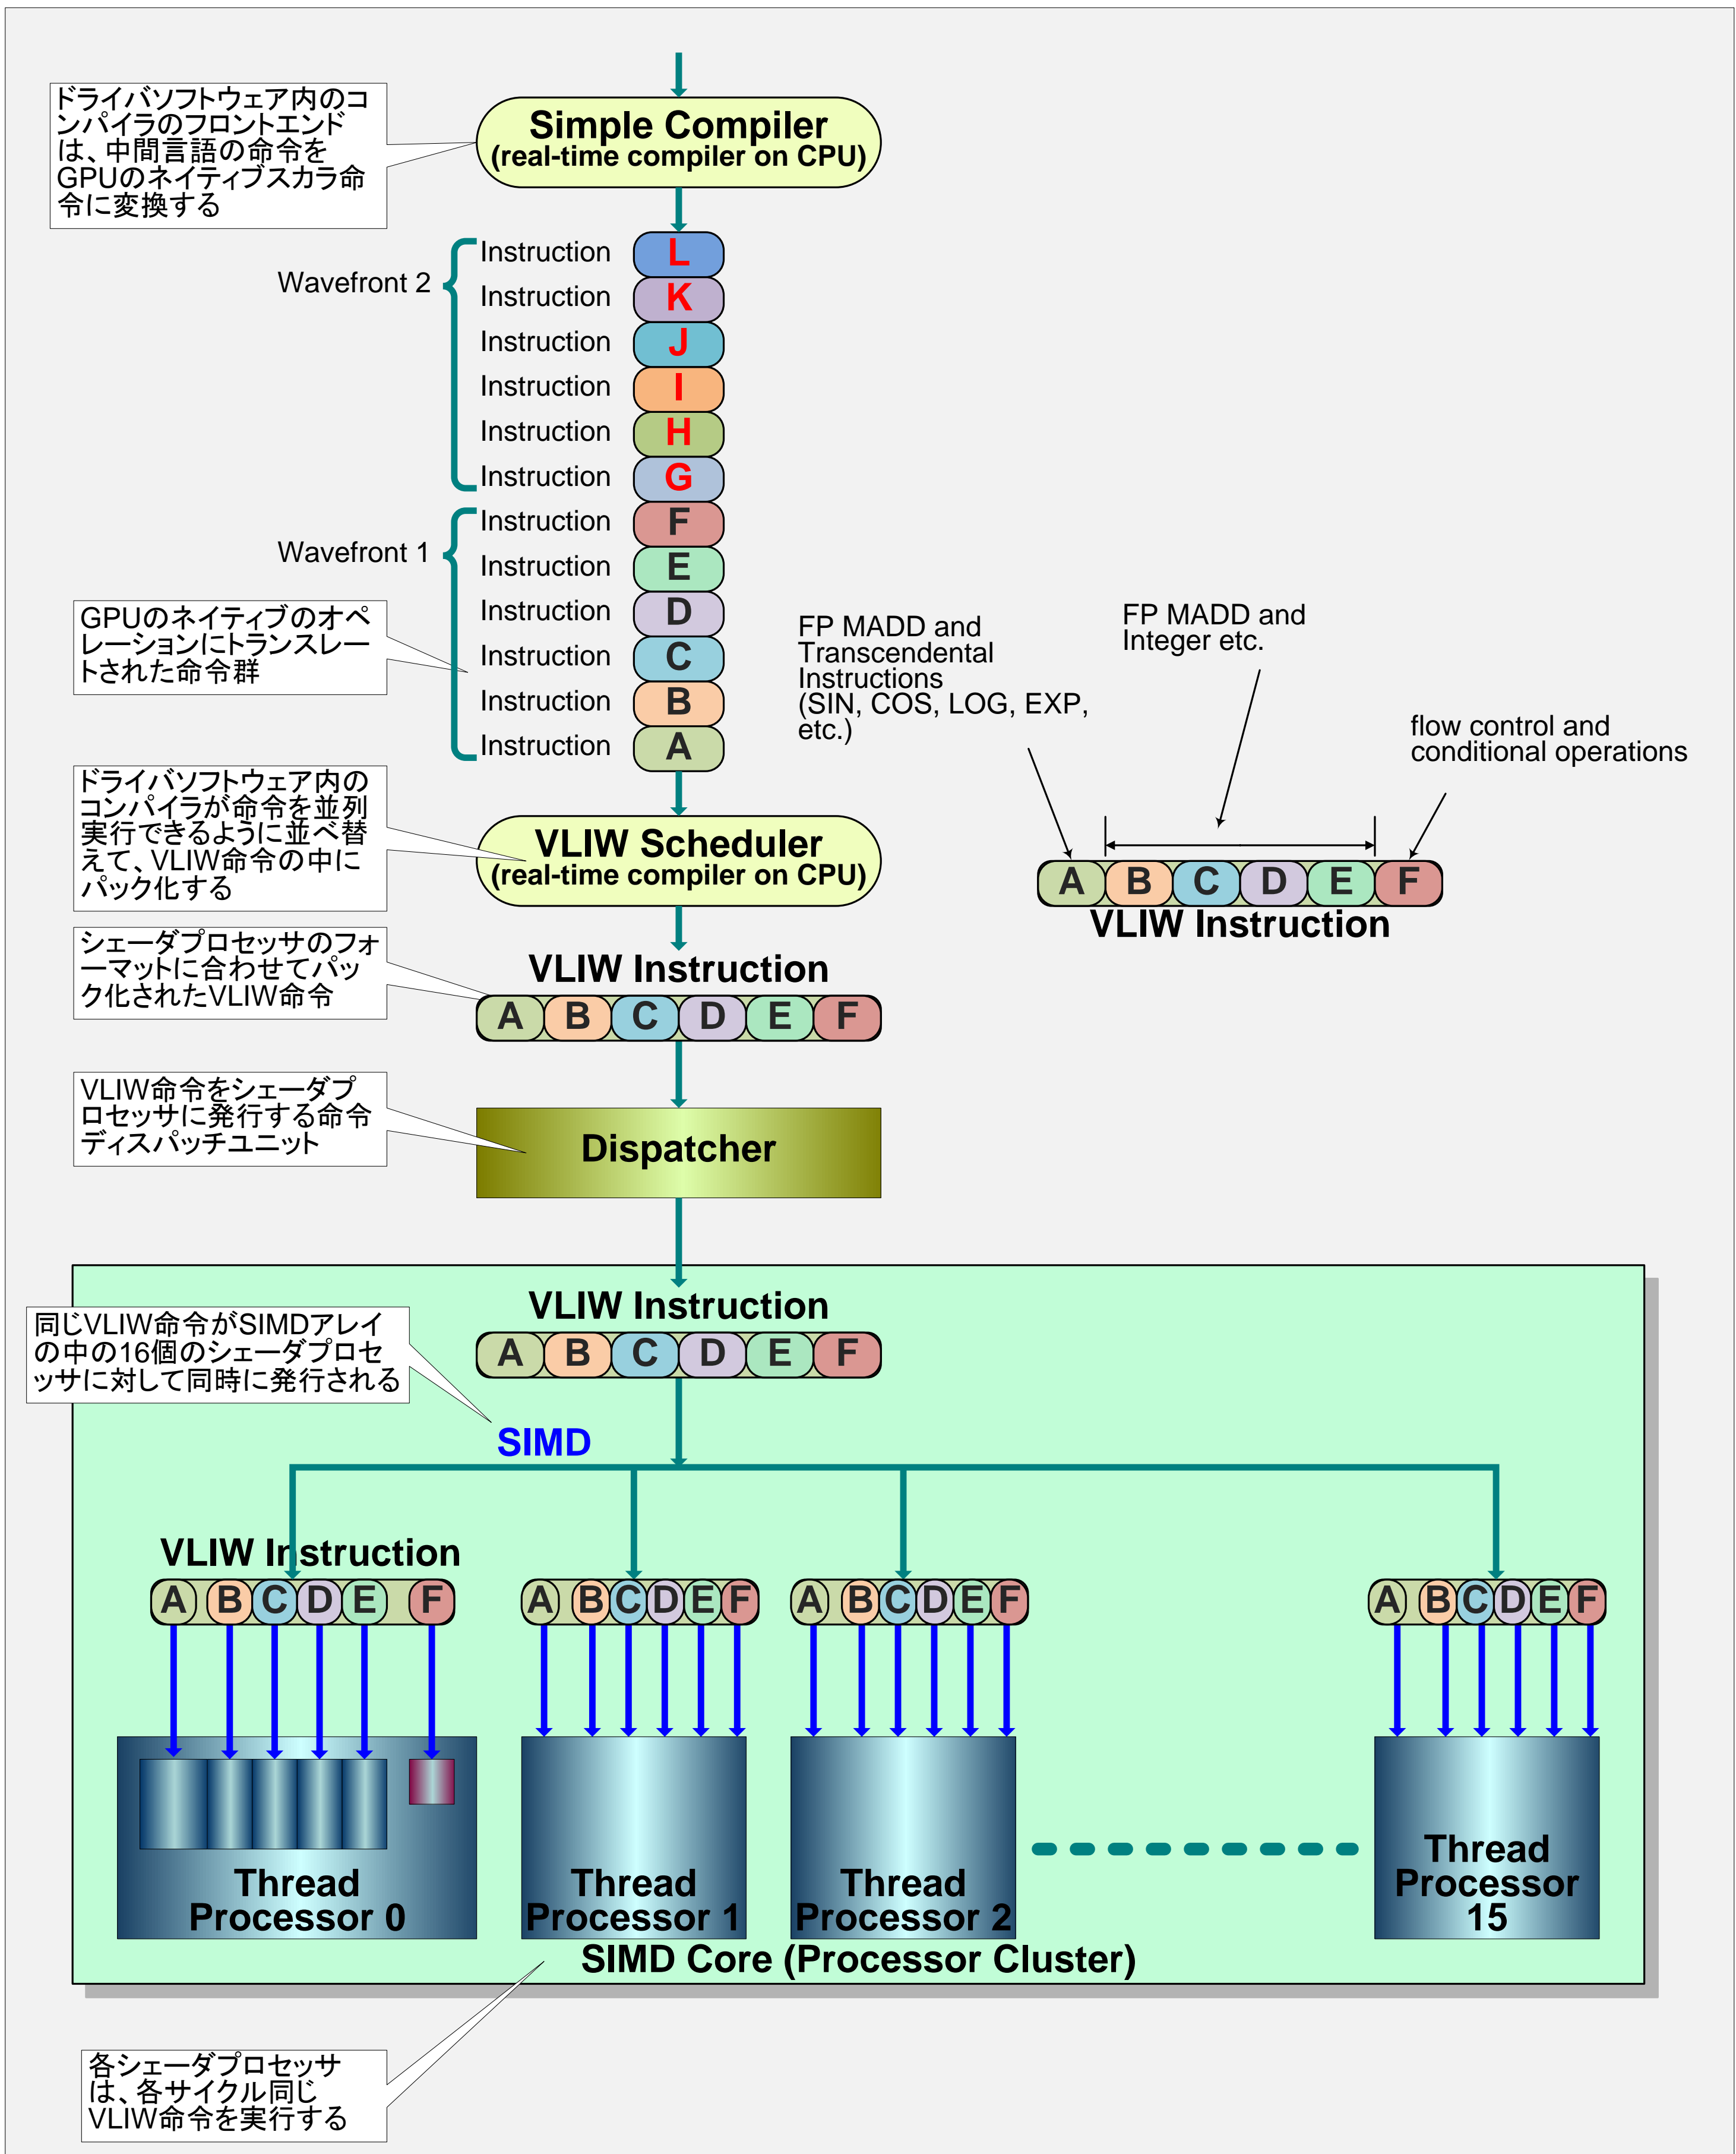 ドライバソフトウェア内のコ
ンパイラのフロントエンド
は、中間言語の命令を
GPUのネイティブスカラ命
令に変換する
Simple Compiler
(real-time compiler on CPU)
Wavefront 2
Instruction L
Instruction K
Instruction J
Instruction I
Instruction H
Instruction G
Wavefront 1
Instruction F
Instruction E
Instruction D
Instruction C
Instruction B
Instruction A
GPUのネイティブのオペ
レーションにトランスレー
トされた命令群
FP MADD and
Transcendental
Instructions
(SIN, COS, LOG, EXP,
etc.)
FP MADD and
Integer etc.
flow control and
conditional operations
A B C D E F
VLIW Instruction
ドライバソフトウェア内の
コンパイラが命令を並列
実行できるように並べ替
えて、VLIW命令の中に
パック化する
VLIW Scheduler
(real-time compiler on CPU)
シェーダプロセッサのフォ
ーマットに合わせてパッ
ク化されたVLIW命令
VLIW Instruction
A B C D E F
VLIW命令をシェーダプ
ロセッサに発行する命令
ディスパッチユニット
Dispatcher
VLIW Instruction
A B C D E F
同じVLIW命令がSIMDアレイ
の中の16個のシェーダプロセ
ッサに対して同時に発行される
SIMD
VLIW Instruction
A B C D E F
A B C D E F
A B C D E F
A B C D E F
Thread
Processor 0
Thread
Processor 1
Thread
Processor 2
Thread
Processor
15
SIMD Core (Processor Cluster)
各シェーダプロセッサ
は、各サイクル同じ
VLIW命令を実行する